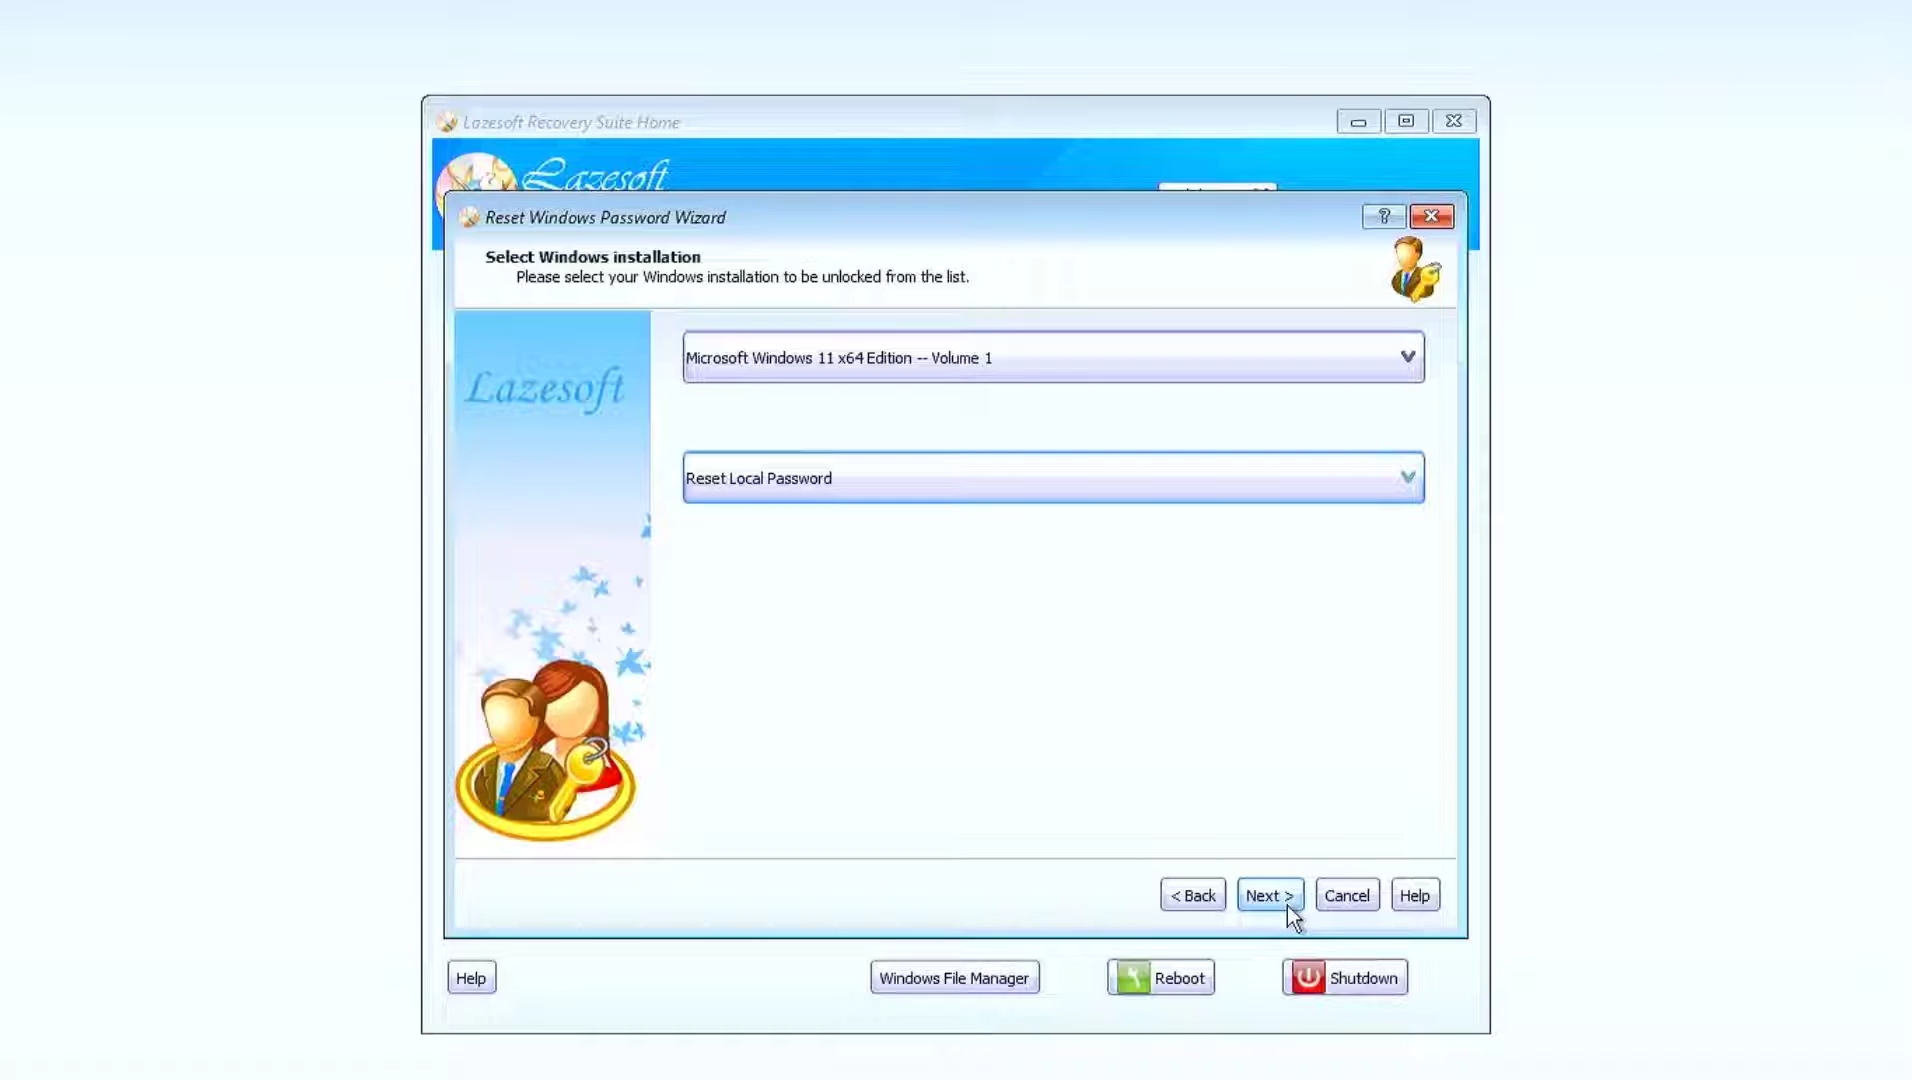 Lazesoft Recovery Suite Home
Lazesoft
Reset Windows Password Wizard
?
Select Windows installation
Please select your Windows installation to be unlocked from the list.
Lazesoft
Microsoft Windows 11 x64 Edition -- Volume 1
Reset Local Password
< Back Next > Cancel Help
Help Windows File Manager Reboot Shutdown